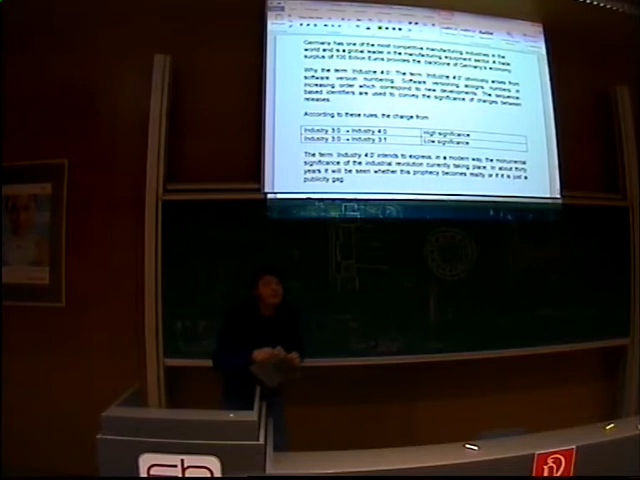 Germany has one of the most competitive manufacturing industries in the
world and is a global leader in the manufacturing equipment sector. A trade
surplus of 100 Billion Euros provides the backbone of Germany's economy.
Why the term 'Industry 4.0': The term 'Industry 4.0' obviously arises from
software version numbering. Software versioning assigns numbers in
increasing order which correspond to new developments. The sequence
based identifiers are used to convey the significance of changes between
releases.
According to these rules, the change from
Industry 3.0 → Industry 4.0 High significance
Industry 3.0 → Industry 3.1 Low significance
The term 'Industry 4.0' intends to express, in a modern way, the monumental
significance of the industrial revolution currently taking place. In about thirty
years it will be seen whether this prophecy becomes reality or if it is just a
publicity gag.